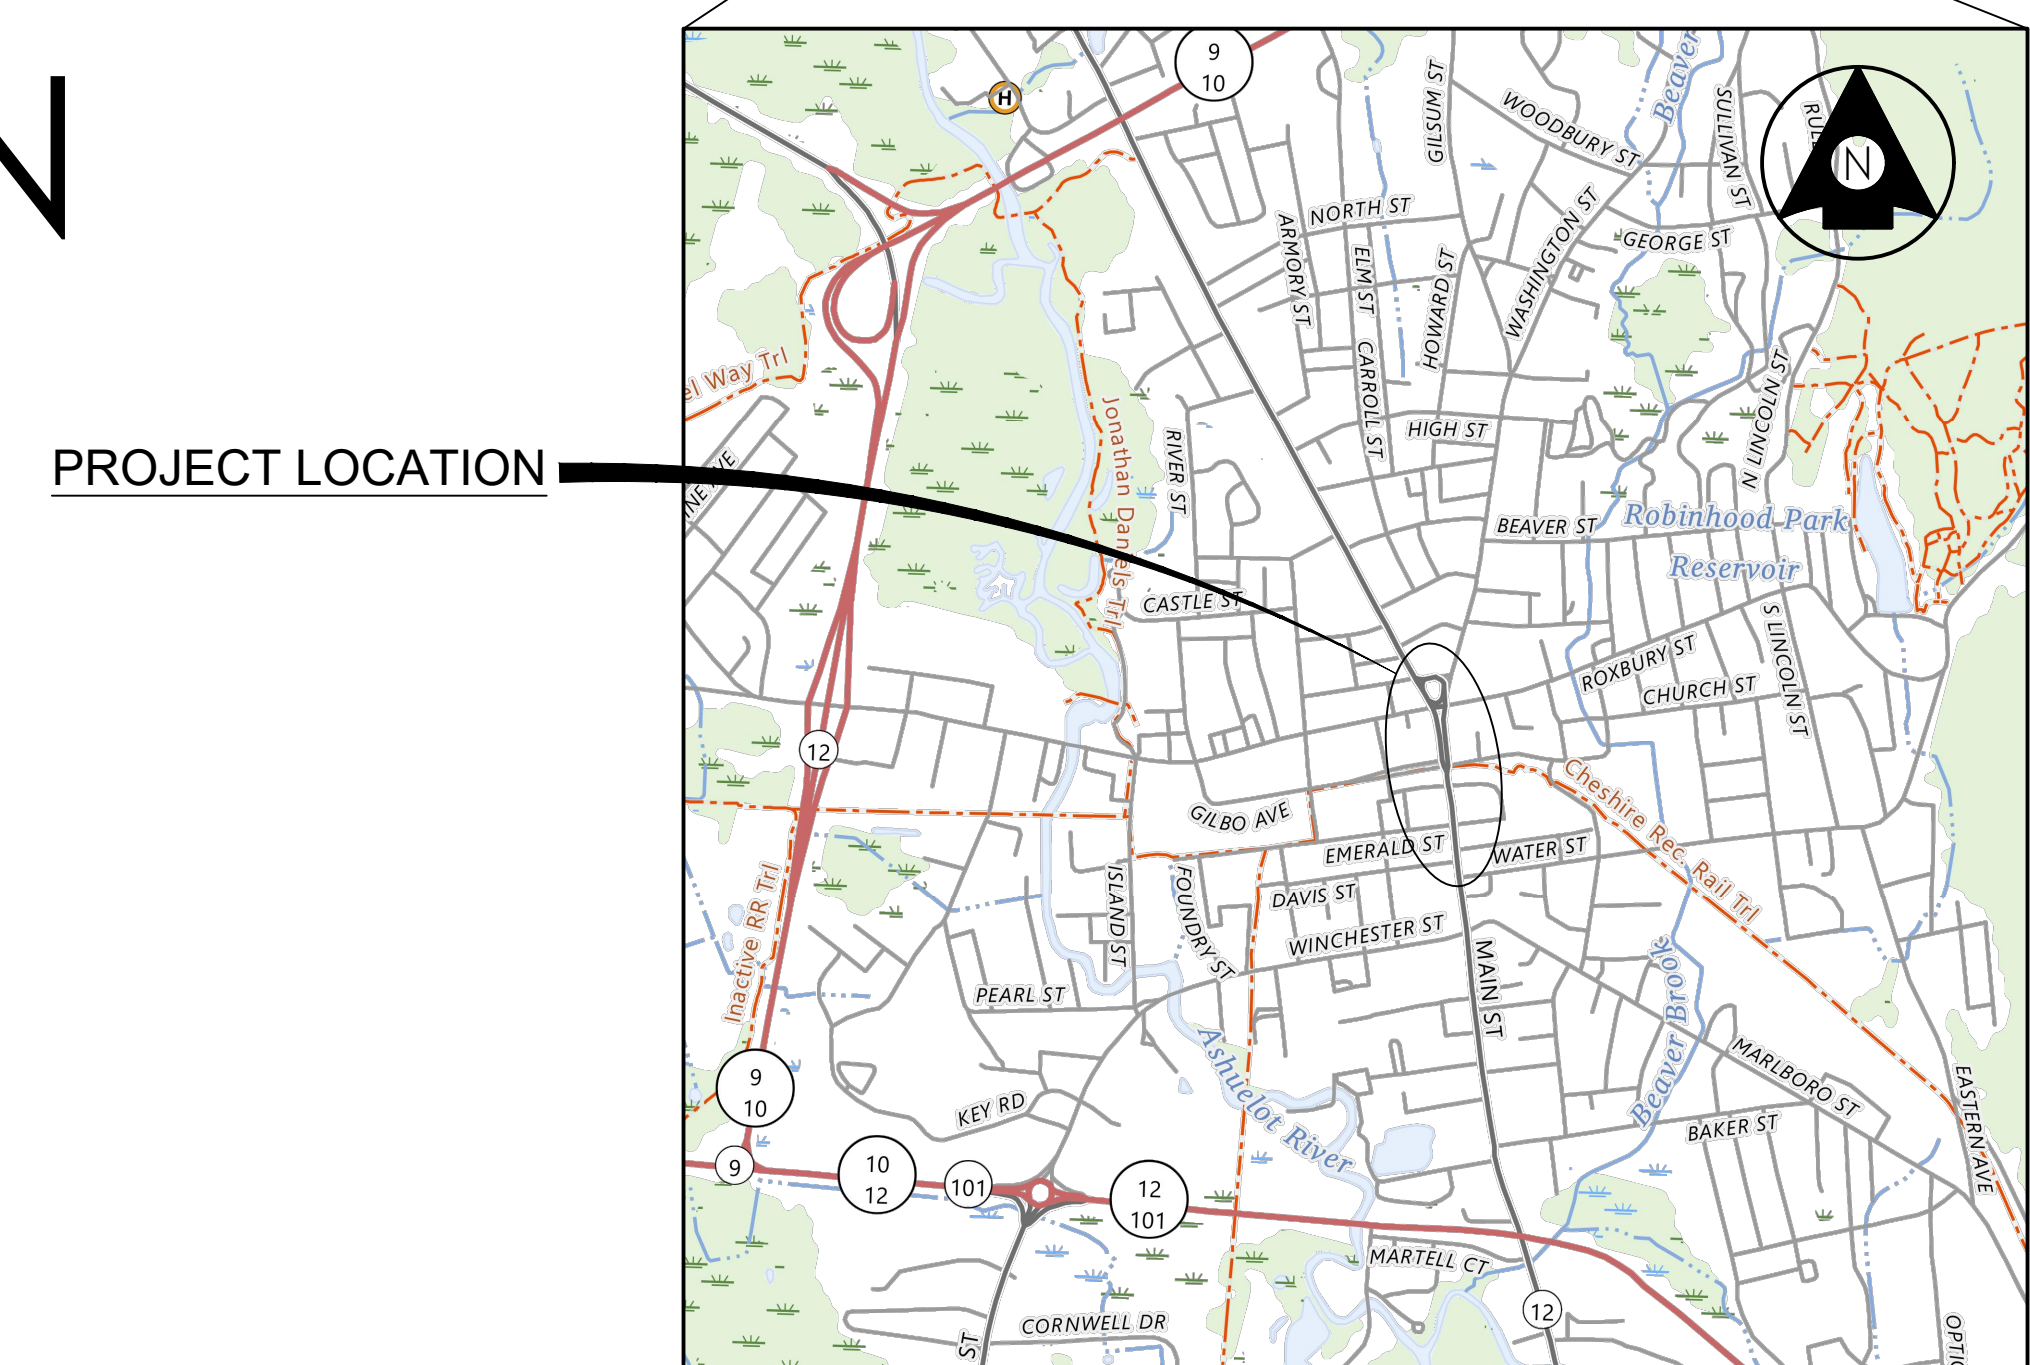 N
PROJECT LOCATION
9
10
H
N
Beaver
GILSUM ST
WOODBURY ST
SULLIVAN ST
NORTH ST
ARMORY ST
ELM ST
HOWARD ST
WASHINGTON ST
GEORGE ST
el Way Trl
Jonathan Daniels Trl
RIVER ST
CARROLL ST
HIGH ST
N LINCOLN ST
BEAVER ST
Robinhood Park
Reservoir
CASTLE ST
ROXBURY ST
CHURCH ST
S LINCOLN ST
12
GILBO AVE
EMERALD ST
WATER ST
Cheshire Rec. Rail Trl
DAVIS ST
WINCHESTER ST
ISLAND ST
FOUNDRY ST
Inactive RR Trl
PEARL ST
MAIN ST
Beaver Brook
Ashuelot River
MARLBORO ST
BAKER ST
EASTERN AVE
KEY RD
9
10
9
10
12
101
12
101
MARTELL CT
12
CORNWELL DR
ST